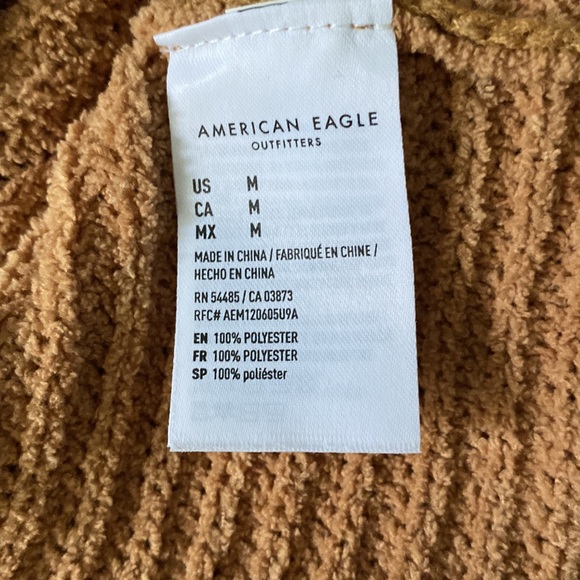 AMERICAN EAGLE
OUTFITTERS
US M
CA M
MX M
MADE IN CHINA / FABRIQUÉ EN CHINE /
HECHO EN CHINA
RN 54485 / CA 03873
RFC# AEM120605U9A
EN 100% POLYESTER
FR 100% POLYESTER
SP 100% poliéster